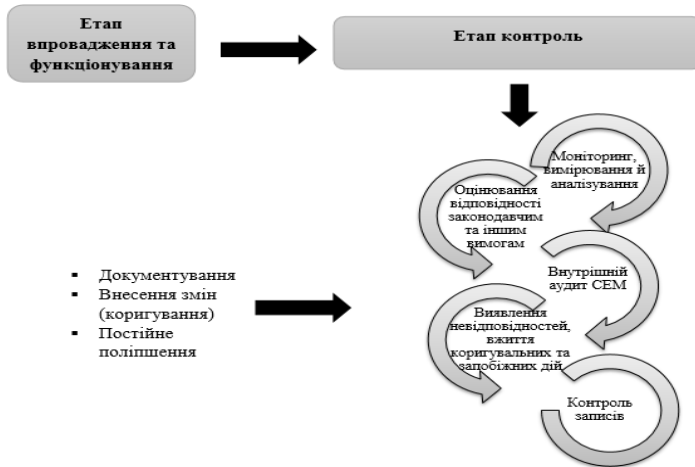 Етап
впровадження та
функціонування
Етап контроль
Моніторинг,
вимірювання й
аналізування
Оцінювання
відповідності
законодавчим
та іншим
вимогам
Внутрішній
аудит СЕМ
▪ Документування
▪ Внесення змін
(коригування)
▪ Постійне
поліпшення
Виявлення
невідповідностей,
вжиття
коригувальних та
запобіжних дій
Контроль
записів